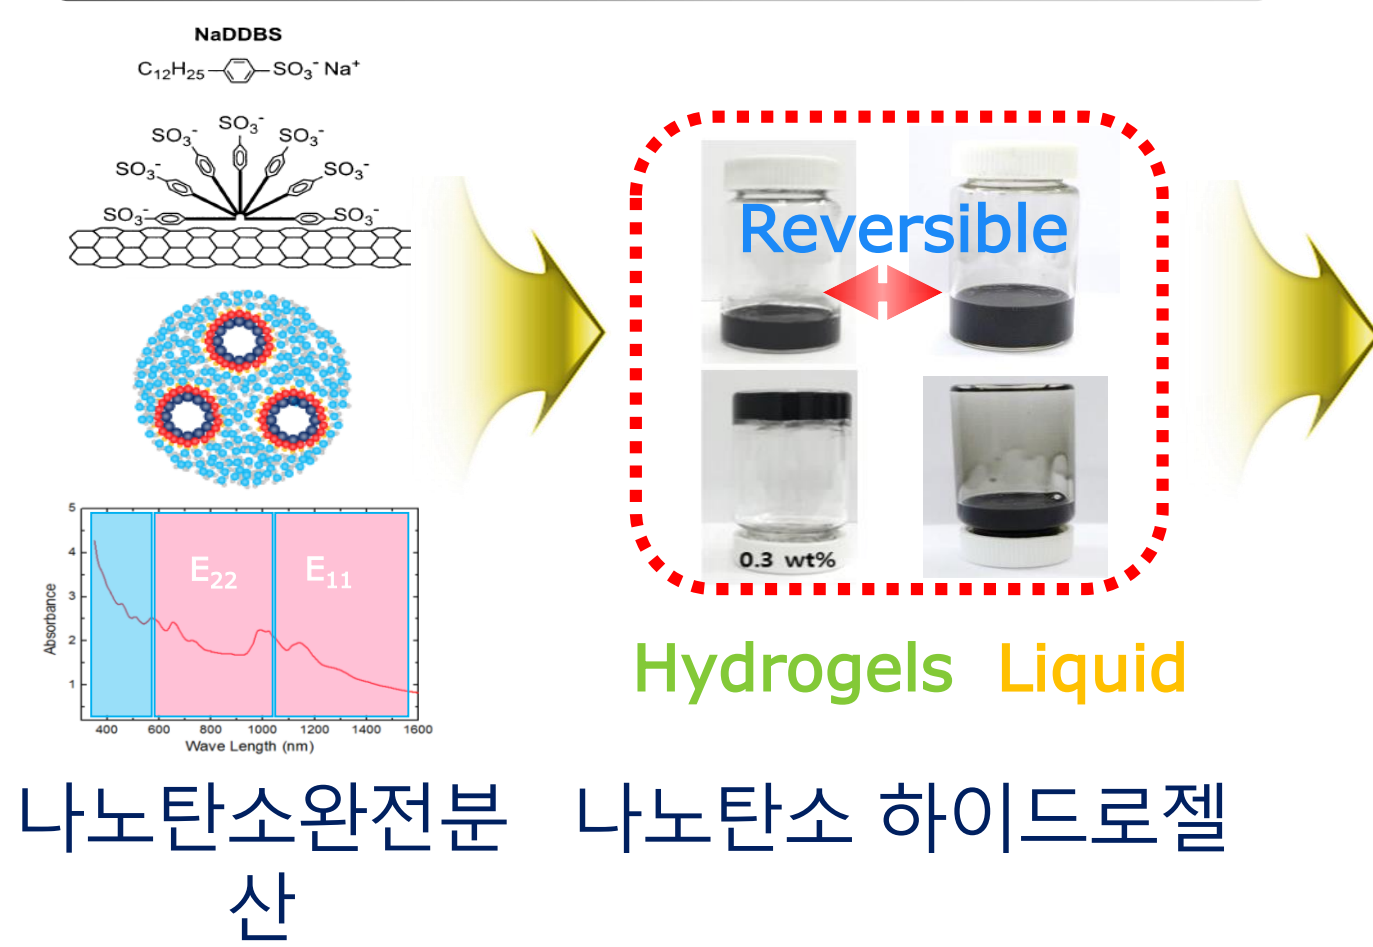 NaDDBS
C₁₂H₂₅ SO₃⁻ Na⁺
SO₃⁻
SO₃⁻ SO₃⁻
SO₃⁻ SO₃⁻
SO₃⁻ SO₃⁻
Reversible
0.3 wt%
Hydrogels Liquid
E₂₂ E₁₁
Absorbance
5
4
3
2
1
400 600 800 1000 1200 1400 1600
Wave Length (nm)
나노탄소완전분
산
나노탄소 하이드로젤